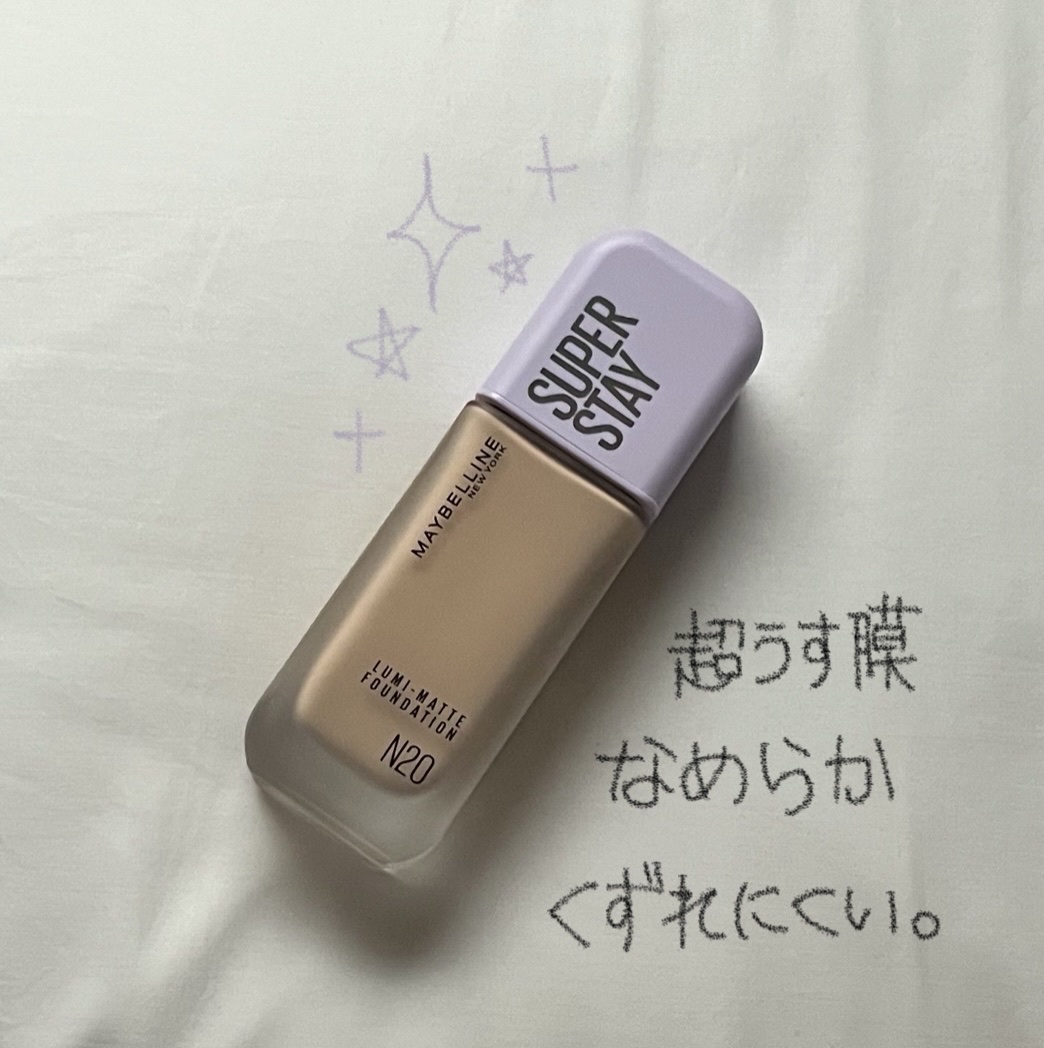 SUPER
STAY
MAYBELLINE
NEW YORK
LUMI-MATTE
FOUNDATION
N20
超うす膜
なめらか
くずれにくい。